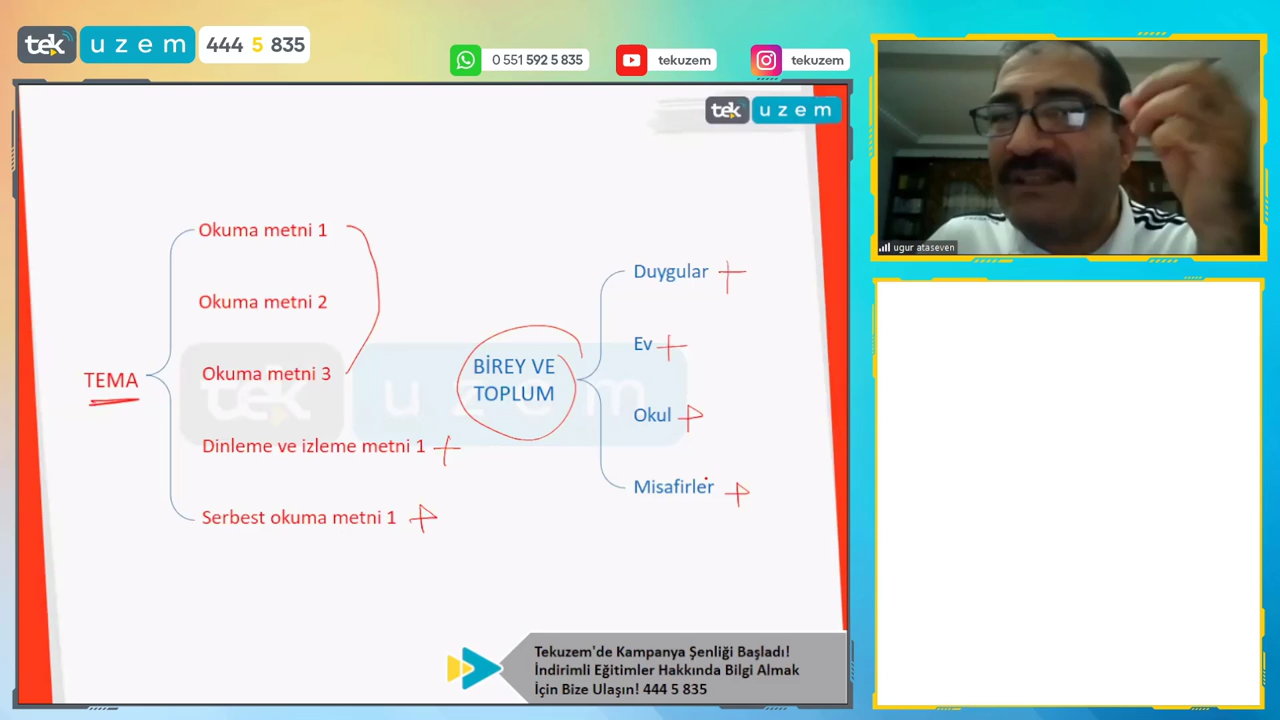 tek uzem 444 5 835
0 551 592 5 835
tekuzem
tekuzem
tek uzem
ugur ataseven
Okuma metni 1
Okuma metni 2
Okuma metni 3
TEMA
Dinleme ve izleme metni 1
Serbest okuma metni 1
tek uzem
BİREY VE
TOPLUM
Duygular
Ev
Okul
Misafirler
Tekuzem'de Kampanya Şenliği Başladı!
İndirimli Eğitimler Hakkında Bilgi Almak
İçin Bize Ulaşın! 444 5 835